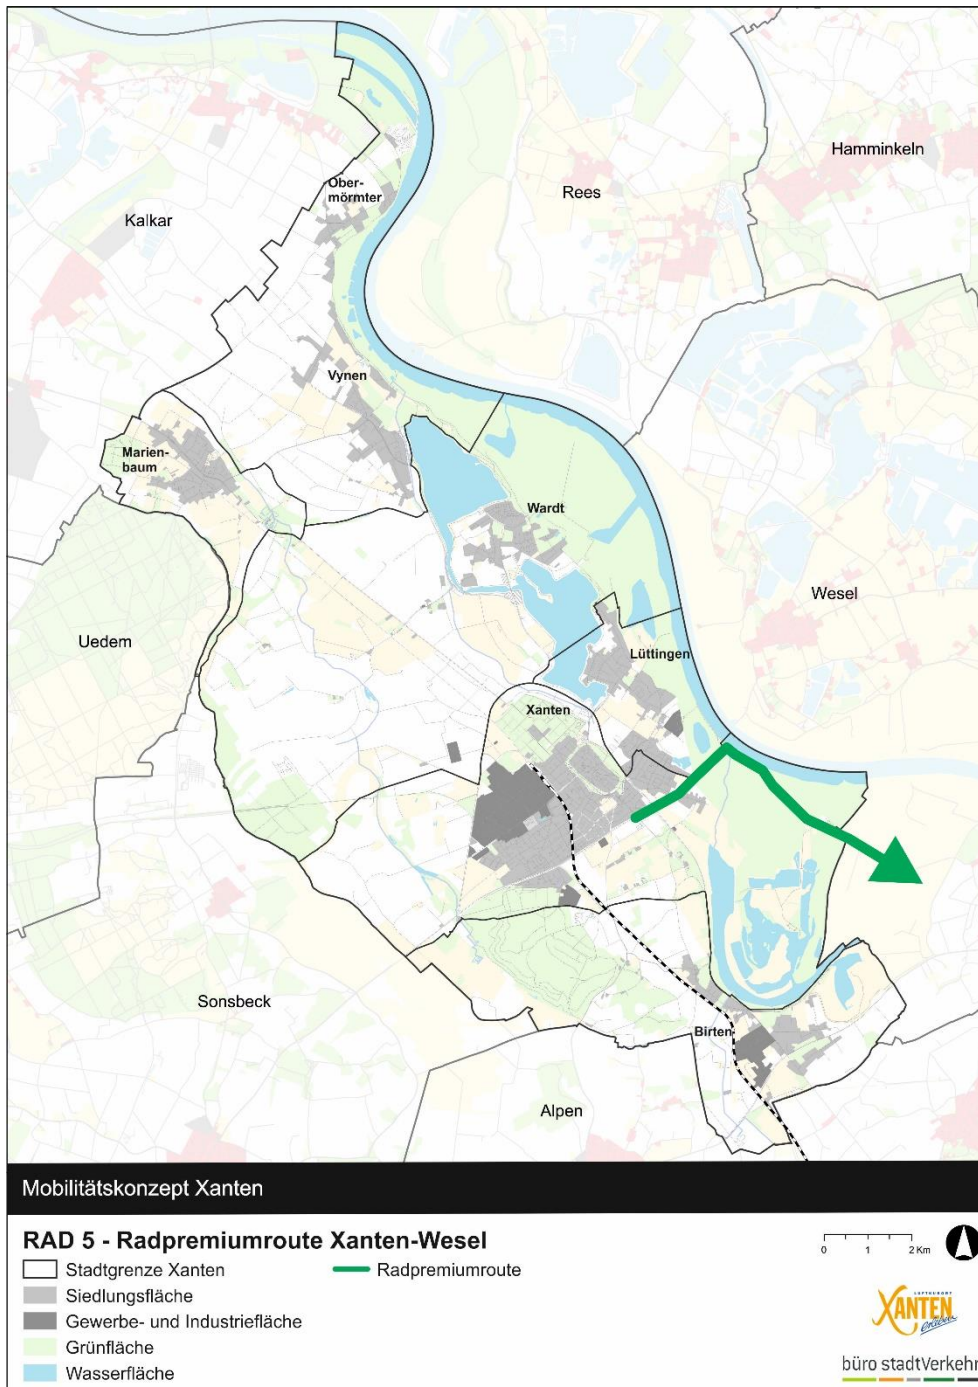 Hamminkeln
Rees
Ober-
mörmter
Kalkar
Vynen
Marien-
baum
Wardt
Wesel
Uedem
Lüttingen
Xanten
Sonsbeck
Birten
Alpen
Mobilitätskonzept Xanten
RAD 5 - Radpremiumroute Xanten-Wesel
Stadtgrenze Xanten
Radpremiumroute
Siedlungsfläche
Gewerbe- und Industriefläche
Grünfläche
Wasserfläche
0 1 2 Km
LUFTKURORT
XANTEN
erleben
büro stadtVerkehr